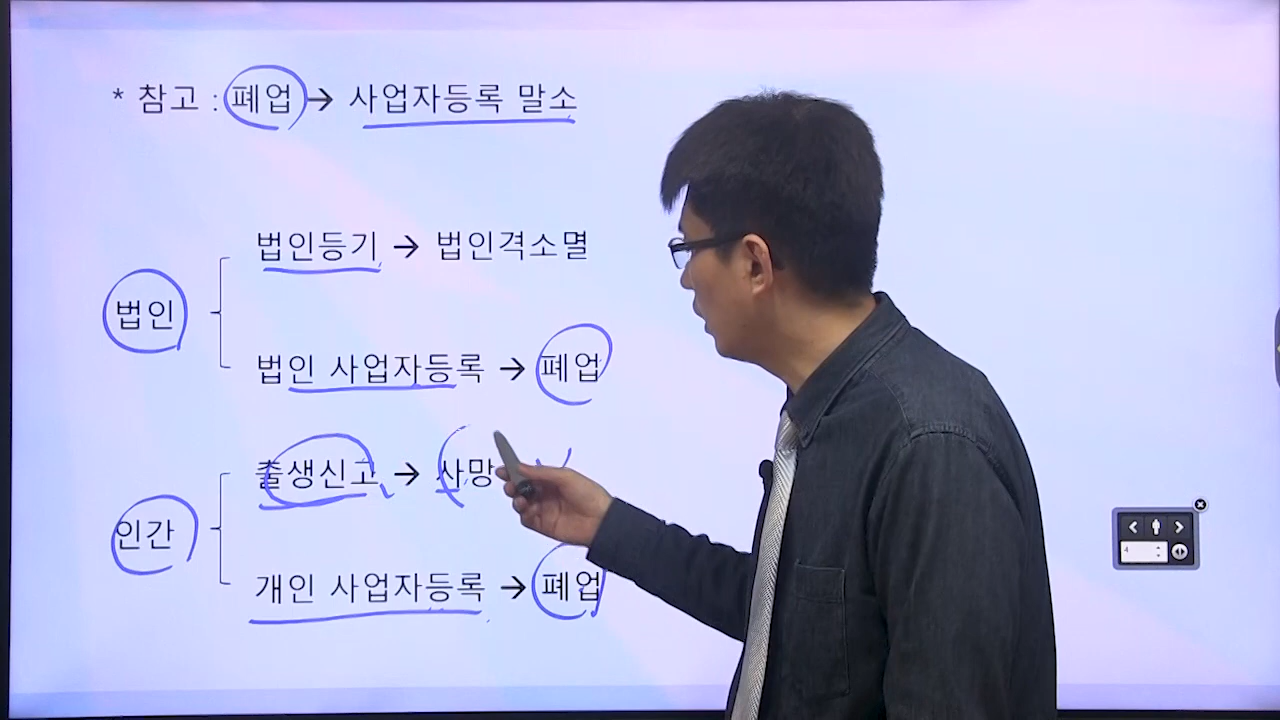 * 참고 : 폐업 → 사업자등록 말소
법인등기 → 법인격소멸
법인
법인 사업자등록 → 폐업
출생신고 → 사망
인간
개인 사업자등록 → 폐업
4